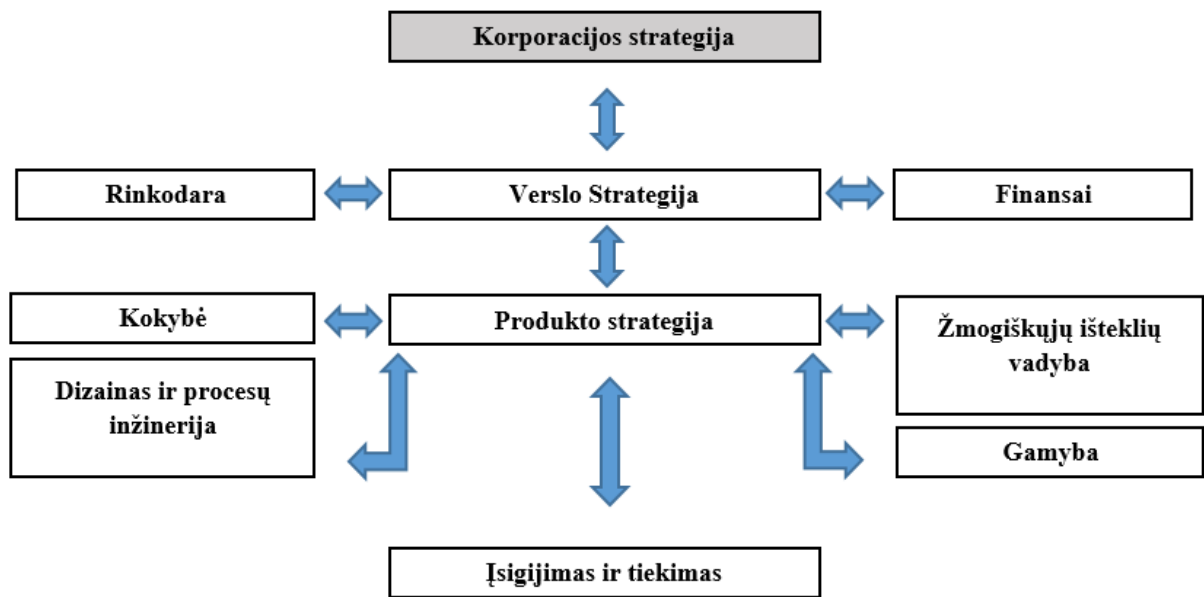 Korporacijos strategija
Rinkodara
Verslo Strategija
Finansai
Kokybė
Produkto strategija
Žmogiškųjų išteklių
vadyba
Dizainas ir procesų
inžinerija
Gamyba
Įsigijimas ir tiekimas